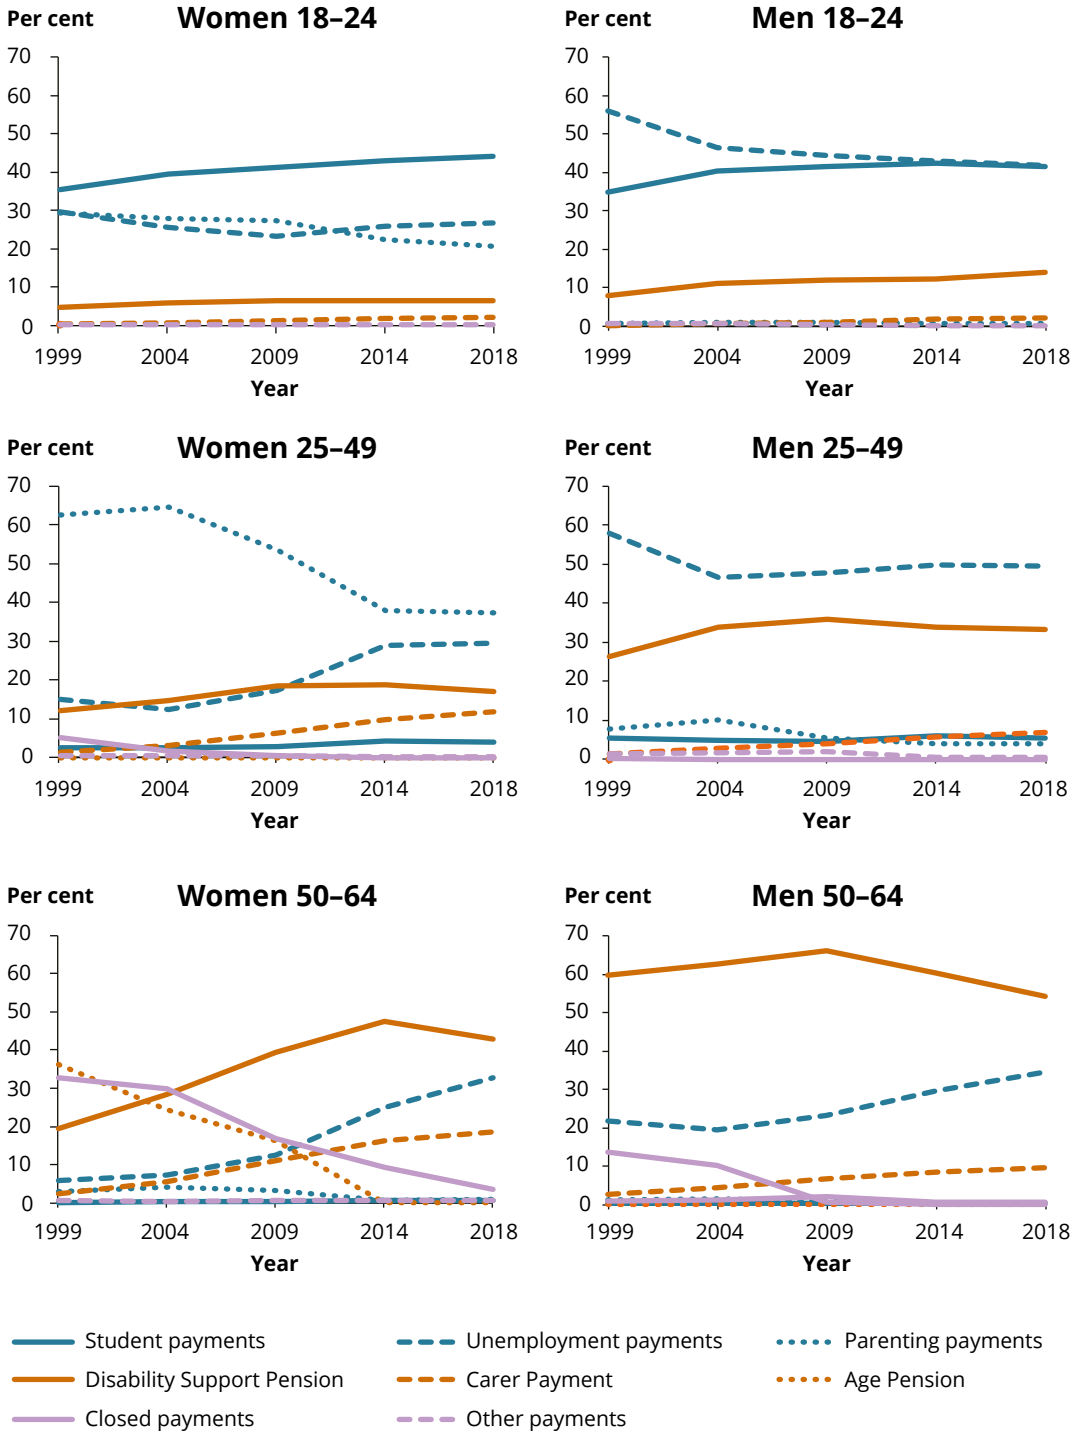 Per cent Women 18–24
70
60
50
40
30
20
10
0
1999 2004 2009 2014 2018
Year
Per cent Men 18–24
70
60
50
40
30
20
10
0
1999 2004 2009 2014 2018
Year
Per cent Women 25–49
70
60
50
40
30
20
10
0
1999 2004 2009 2014 2018
Year
Per cent Men 25–49
70
60
50
40
30
20
10
0
1999 2004 2009 2014 2018
Year
Per cent Women 50–64
70
60
50
40
30
20
10
0
1999 2004 2009 2014 2018
Year
Per cent Men 50–64
70
60
50
40
30
20
10
0
1999 2004 2009 2014 2018
Year
Student payments Unemployment payments Parenting payments
Disability Support Pension Carer Payment Age Pension
Closed payments Other payments